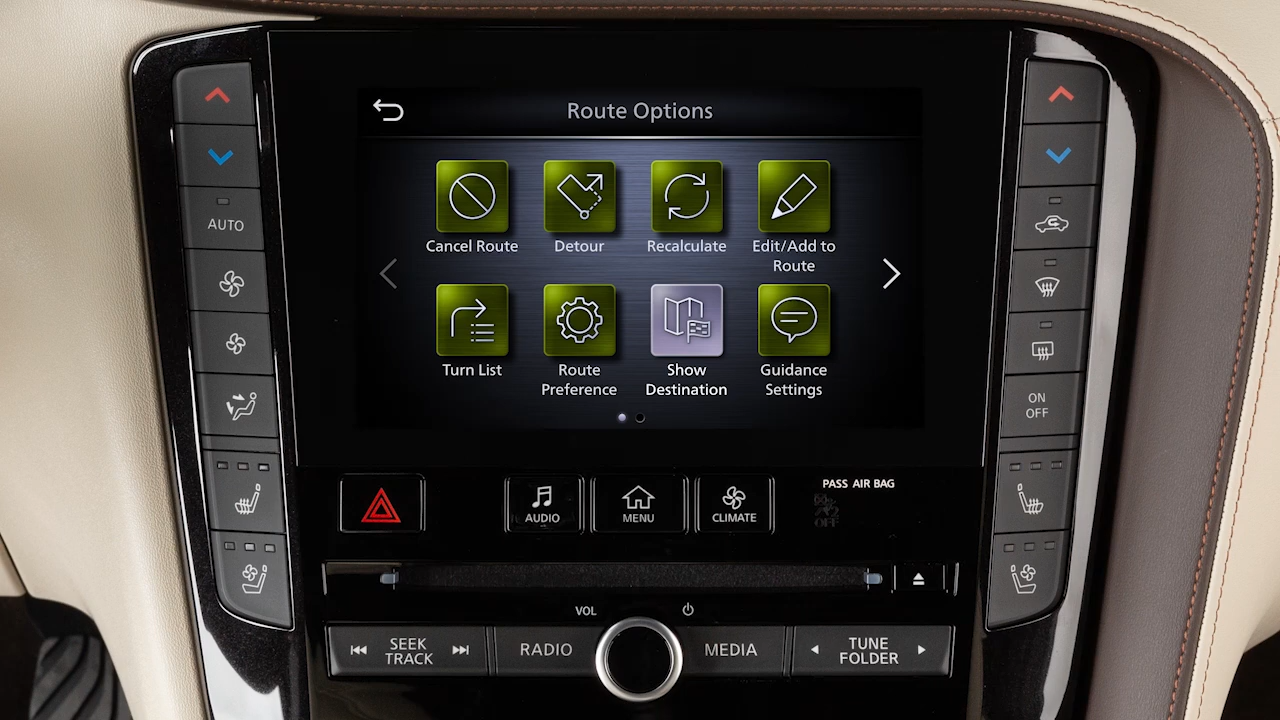 Route Options
Cancel Route
Detour
Recalculate
Edit/Add to
Route
Turn List
Route
Preference
Show
Destination
Guidance
Settings
AUTO
ON
OFF
AUDIO
MENU
CLIMATE
PASS AIR BAG
OFF
VOL
SEEK
TRACK
RADIO
MEDIA
TUNE
FOLDER